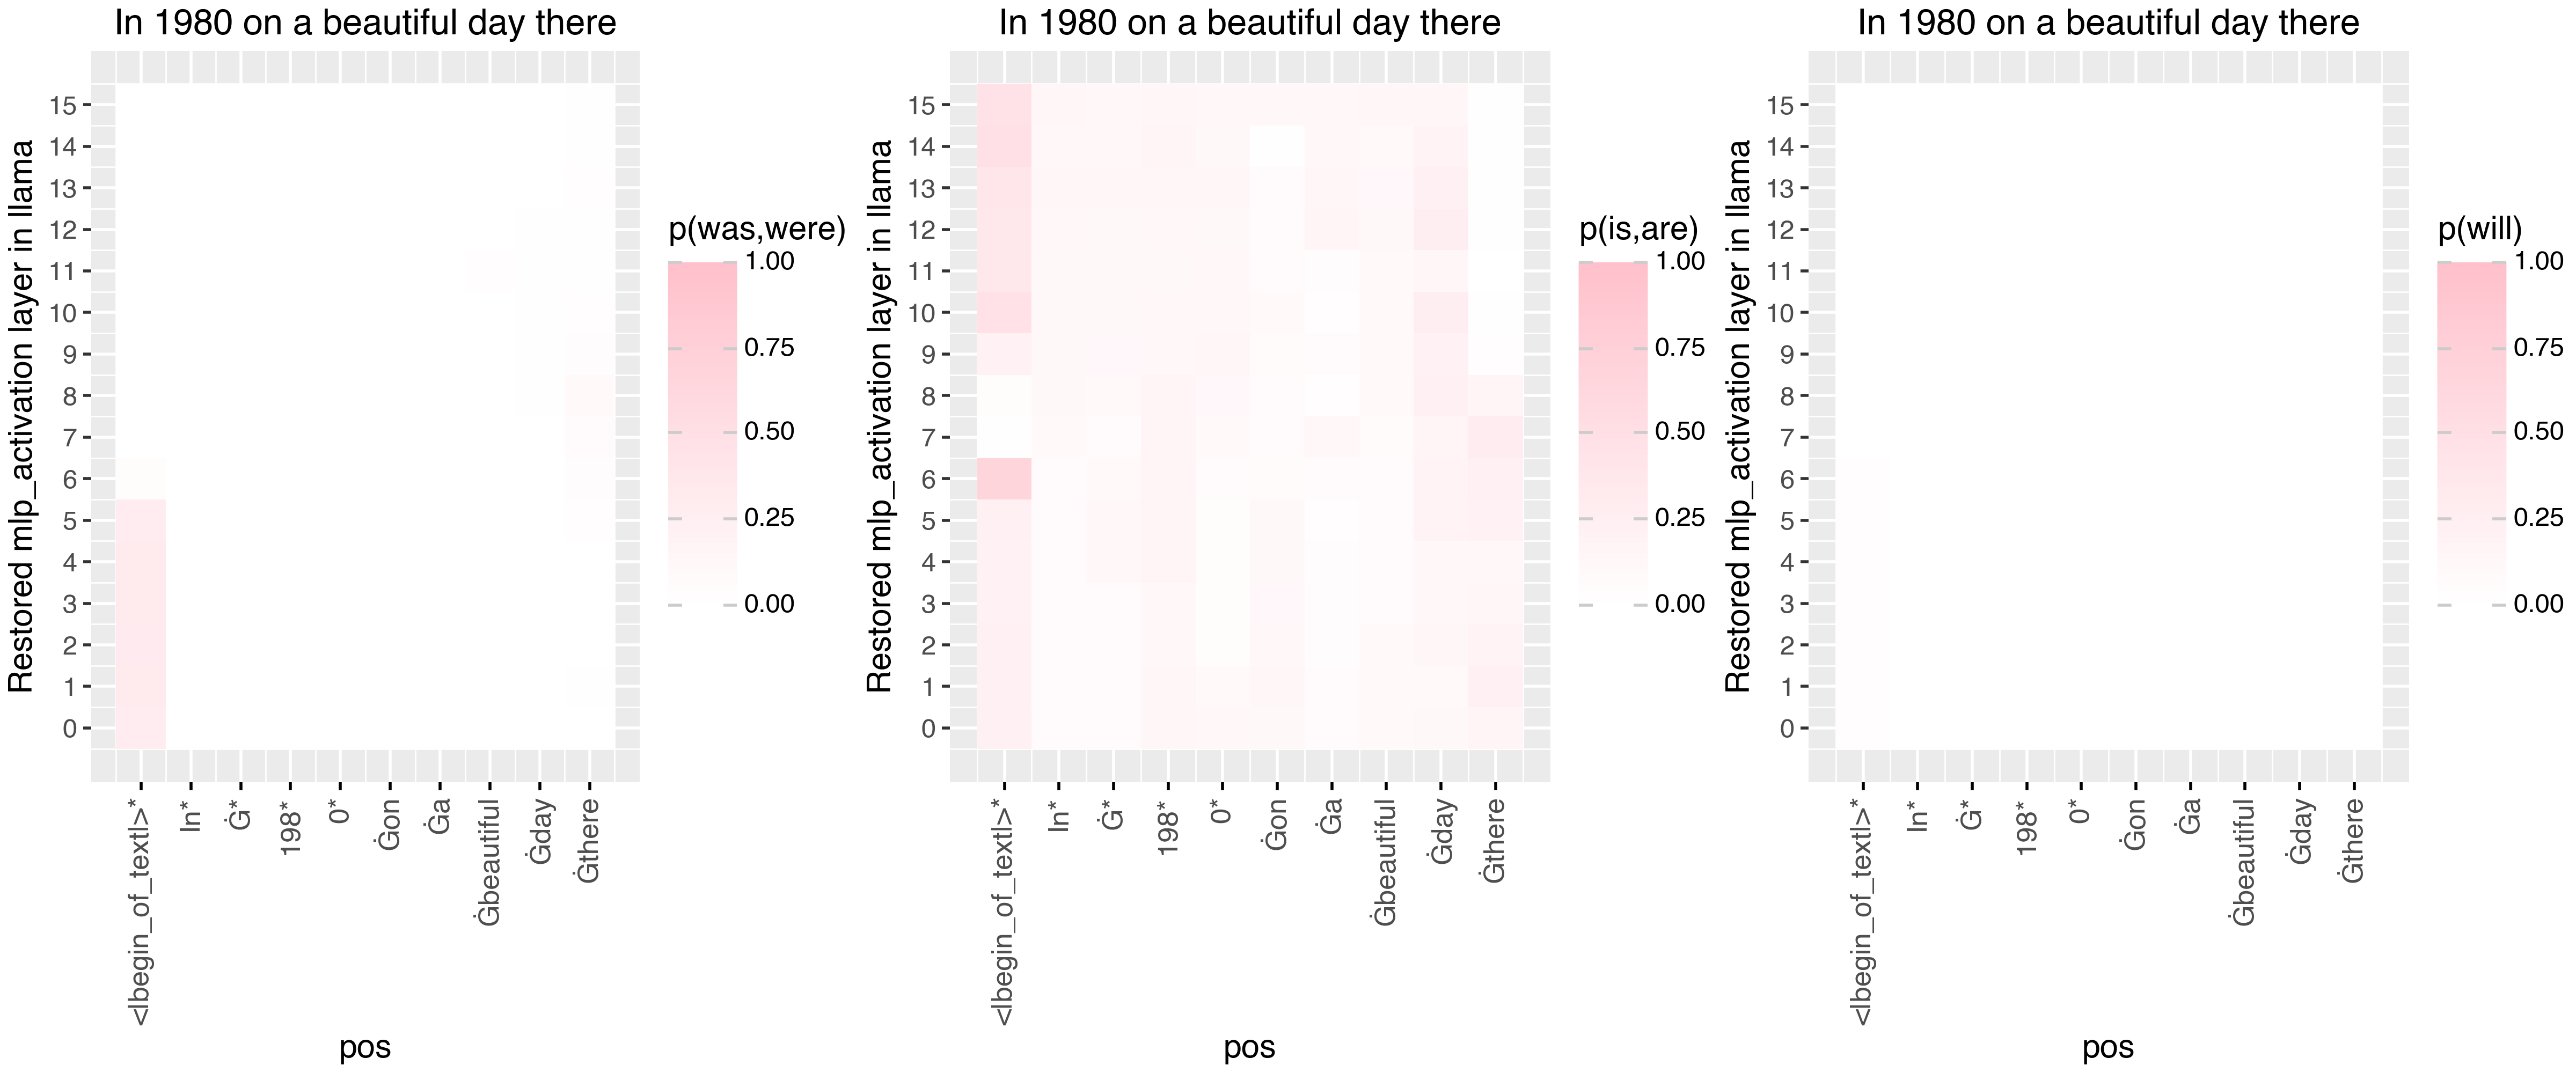 In 1980 on a beautiful day there
Restored mlp_activation layer in llama
15
14
13
12
11
10
9
8
7
6
5
4
3
2
1
0
<|begin_of_text|>*
In*
Ġ*
198*
0*
Ġon
Ġa
Ġbeautiful
Ġday
Ġthere
pos
p(was,were)
1.00
0.75
0.50
0.25
0.00
In 1980 on a beautiful day there
Restored mlp_activation layer in llama
15
14
13
12
11
10
9
8
7
6
5
4
3
2
1
0
<|begin_of_text|>*
In*
Ġ*
198*
0*
Ġon
Ġa
Ġbeautiful
Ġday
Ġthere
pos
p(is,are)
1.00
0.75
0.50
0.25
0.00
In 1980 on a beautiful day there
Restored mlp_activation layer in llama
15
14
13
12
11
10
9
8
7
6
5
4
3
2
1
0
<|begin_of_text|>*
In*
Ġ*
198*
0*
Ġon
Ġa
Ġbeautiful
Ġday
Ġthere
pos
p(will)
1.00
0.75
0.50
0.25
0.00